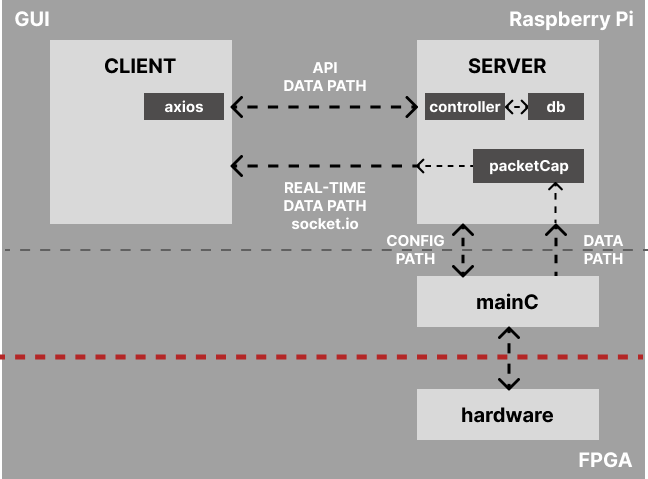 GUI
Raspberry Pi
CLIENT
API
DATA PATH
SERVER
axios
controller
db
packetCap
REAL-TIME
DATA PATH
socket.io
CONFIG
PATH
DATA
PATH
mainC
hardware
FPGA